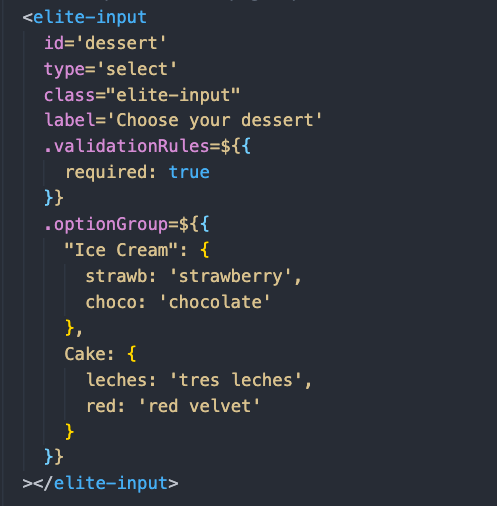 <elite-input
id='dessert'
type='select'
class="elite-input"
label='Choose your dessert'
.validationRules=${{
required: true
}}
.optionGroup=${{
"Ice Cream": {
strawb: 'strawberry',
choco: 'chocolate'
},
Cake: {
leches: 'tres leches',
red: 'red velvet'
}
}}
></elite-input>